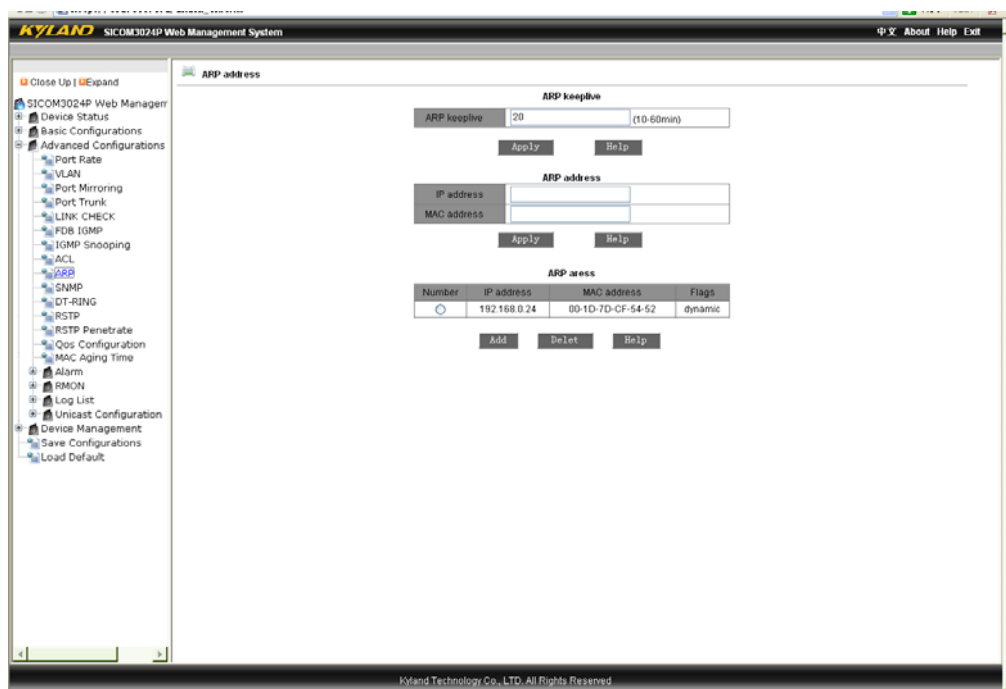 KYLAND SICOM3024P Web Management System
中文 About Help Exit
Close Up | Expand
SICOM3024P Web Managem
Device Status
Basic Configurations
Advanced Configurations
Port Rate
VLAN
Port Mirroring
Port Trunk
LINK CHECK
FDB IGMP
IGMP Snooping
ACL
ARP
SNMP
DT-RING
RSTP
RSTP Penetrate
Qos Configuration
MAC Aging Time
Alarm
RMON
Log List
Unicast Configuration
Device Management
Save Configurations
Load Default
ARP address
ARP keeplive
ARP keeplive 20 (10-60min)
Apply Help
ARP address
IP address
MAC address
Apply Help
ARP aress
Number IP address MAC address Flags
192.168.0.24 00-1D-7D-CF-54-52 dynamic
Add Delet Help
Kyland Technology Co., LTD. All Rights Reserved